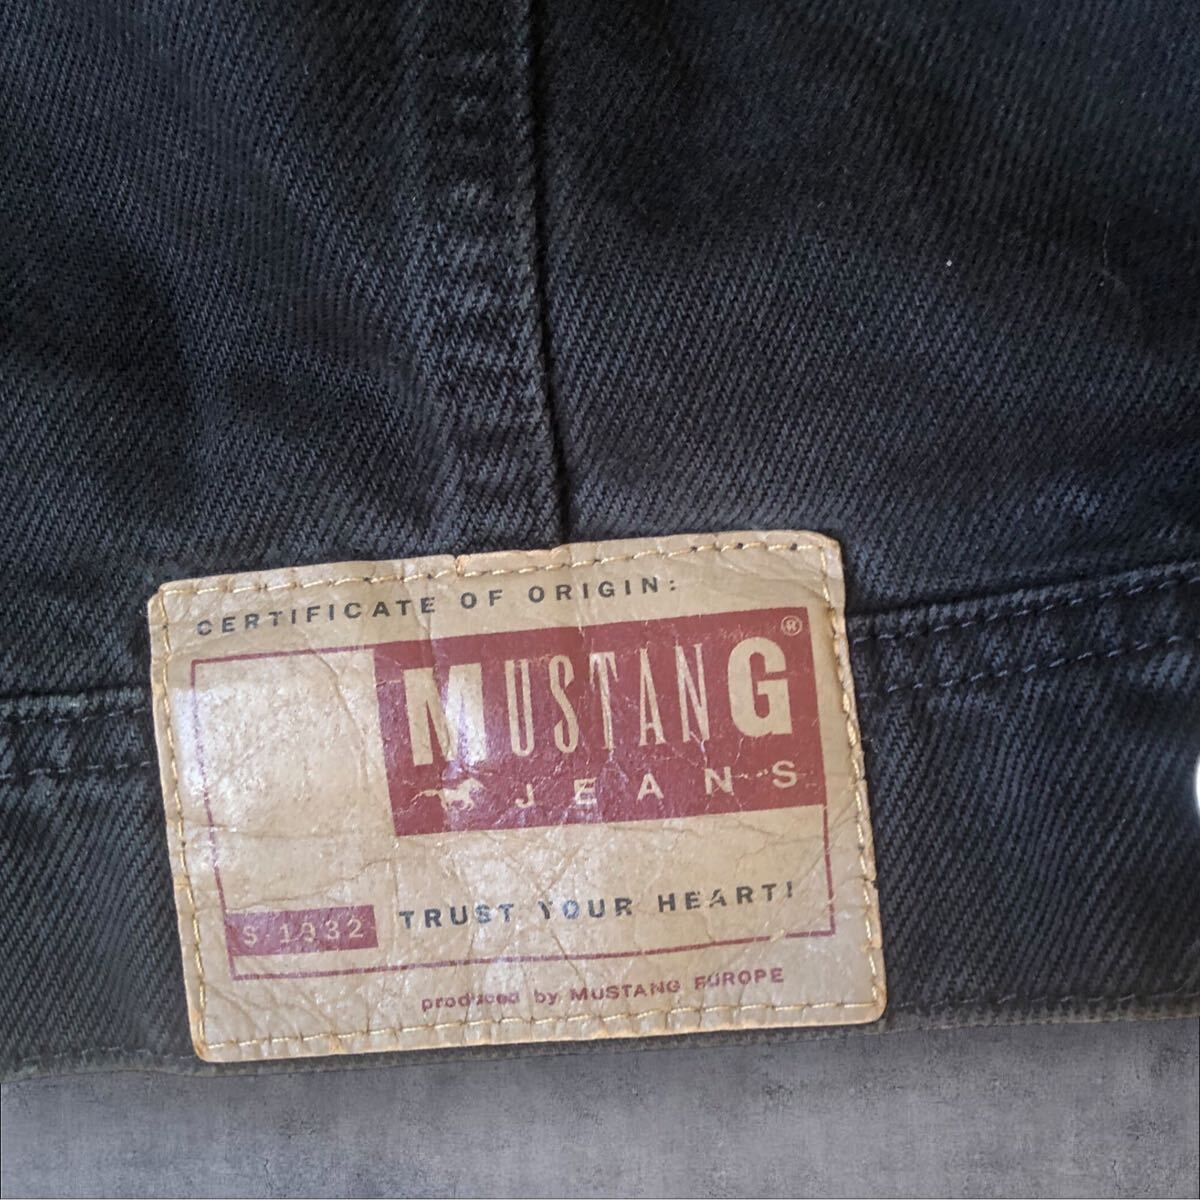 CERTIFICATE OF ORIGIN:
MUSTANG®
JEANS
S 1932 TRUST YOUR HEART!
produced by MUSTANG EUROPE